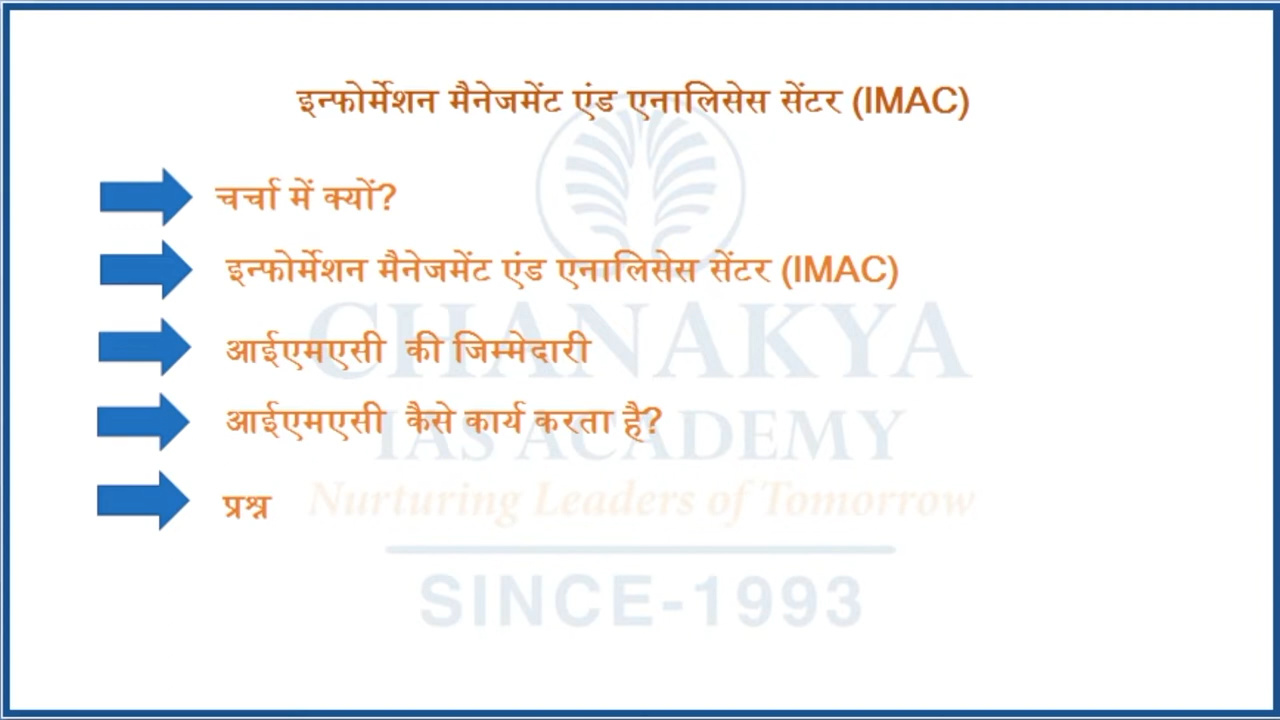 इन्फोर्मेशन मैनेजमेंट एंड एनालिसेस सेंटर (IMAC)
चर्चा में क्यों?
इन्फोर्मेशन मैनेजमेंट एंड एनालिसेस सेंटर (IMAC)
आईएमएसी की जिम्मेदारी
आईएमएसी कैसे कार्य करता है?
प्रश्न
CHANAKYA
IAS ACADEMY
Nurturing Leaders of Tomorrow
SINCE-1993